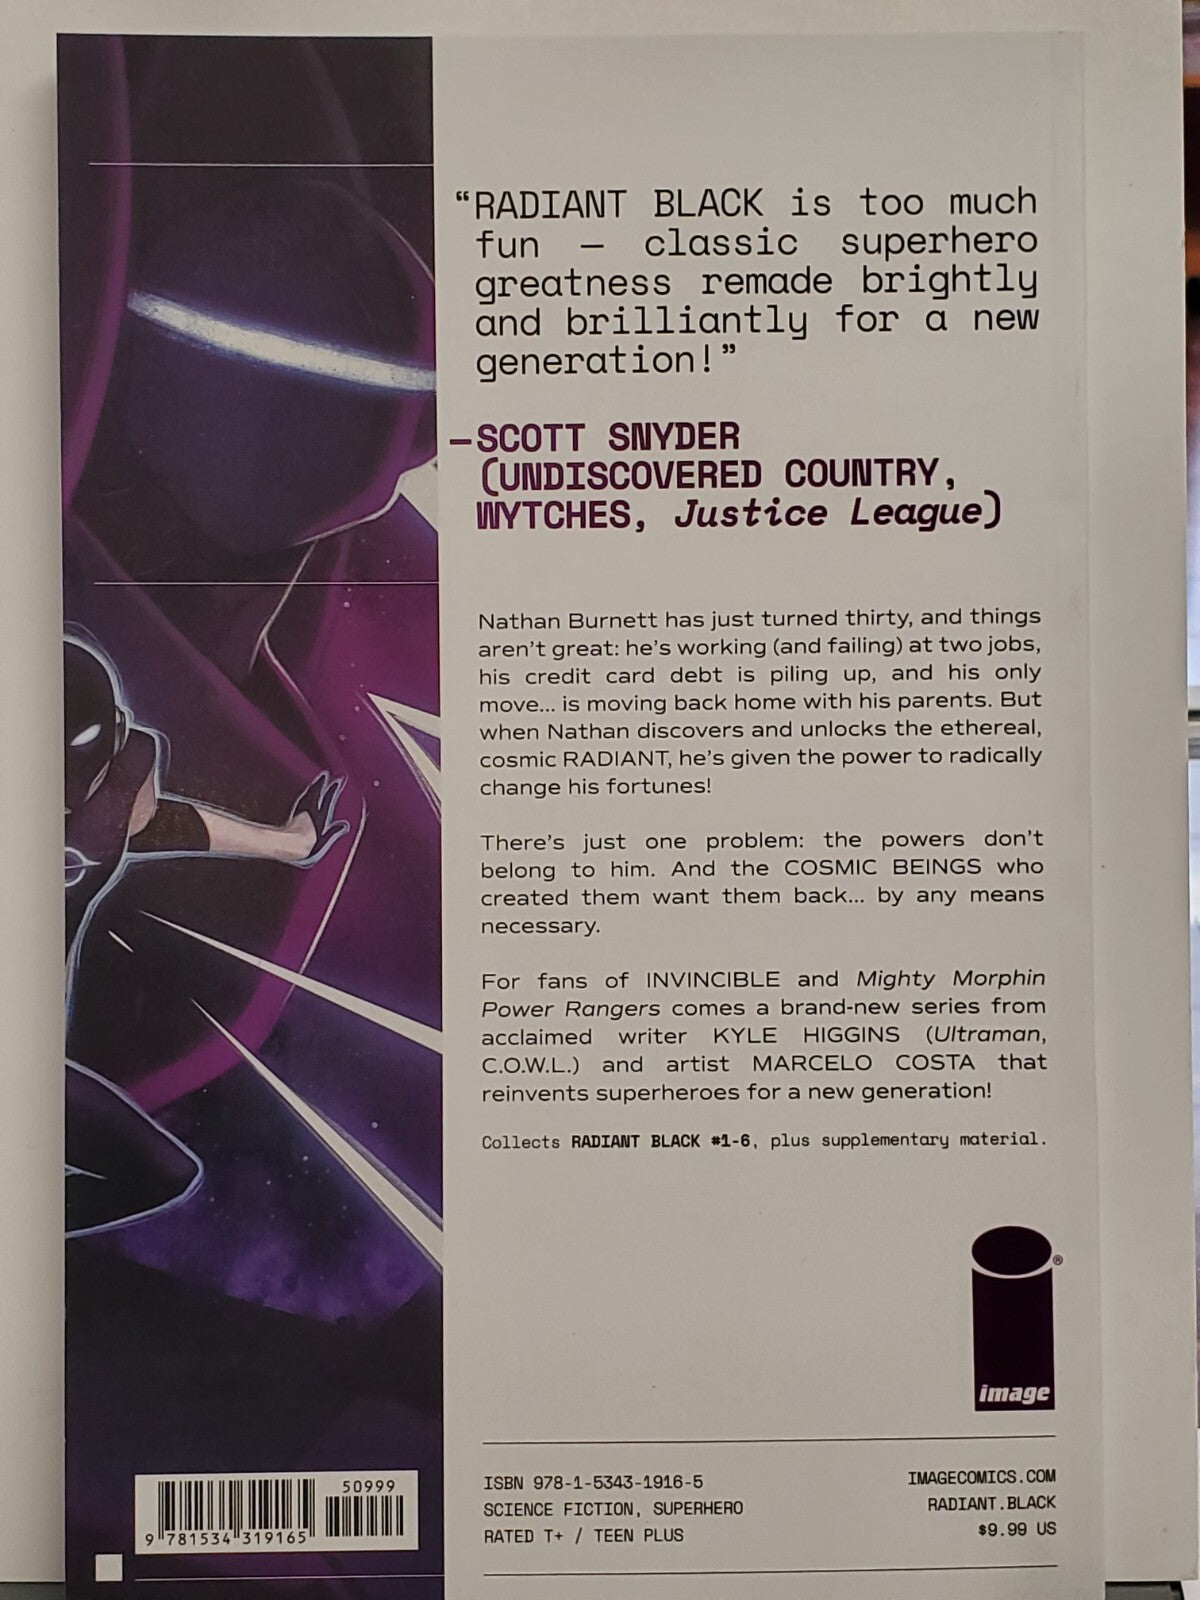 “RADIANT BLACK is too much
fun — classic superhero
greatness remade brightly
and brilliantly for a new
generation!”
—SCOTT SNYDER
(UNDISCOVERED COUNTRY,
WYTCHES, Justice League)
Nathan Burnett has just turned thirty, and things
aren’t great: he’s working (and failing) at two jobs,
his credit card debt is piling up, and his only
move... is moving back home with his parents. But
when Nathan discovers and unlocks the ethereal,
cosmic RADIANT, he’s given the power to radically
change his fortunes!
There’s just one problem: the powers don’t
belong to him. And the COSMIC BEINGS who
created them want them back... by any means
necessary.
For fans of INVINCIBLE and Mighty Morphin
Power Rangers comes a brand-new series from
acclaimed writer KYLE HIGGINS (Ultraman,
C.O.W.L.) and artist MARCELO COSTA that
reinvents superheroes for a new generation!
Collects RADIANT BLACK #1-6, plus supplementary material.
®
image
50999
9 781534 319165
ISBN 978-1-5343-1916-5
SCIENCE FICTION, SUPERHERO
RATED T+ / TEEN PLUS
IMAGECOMICS.COM
RADIANT.BLACK
$9.99 US